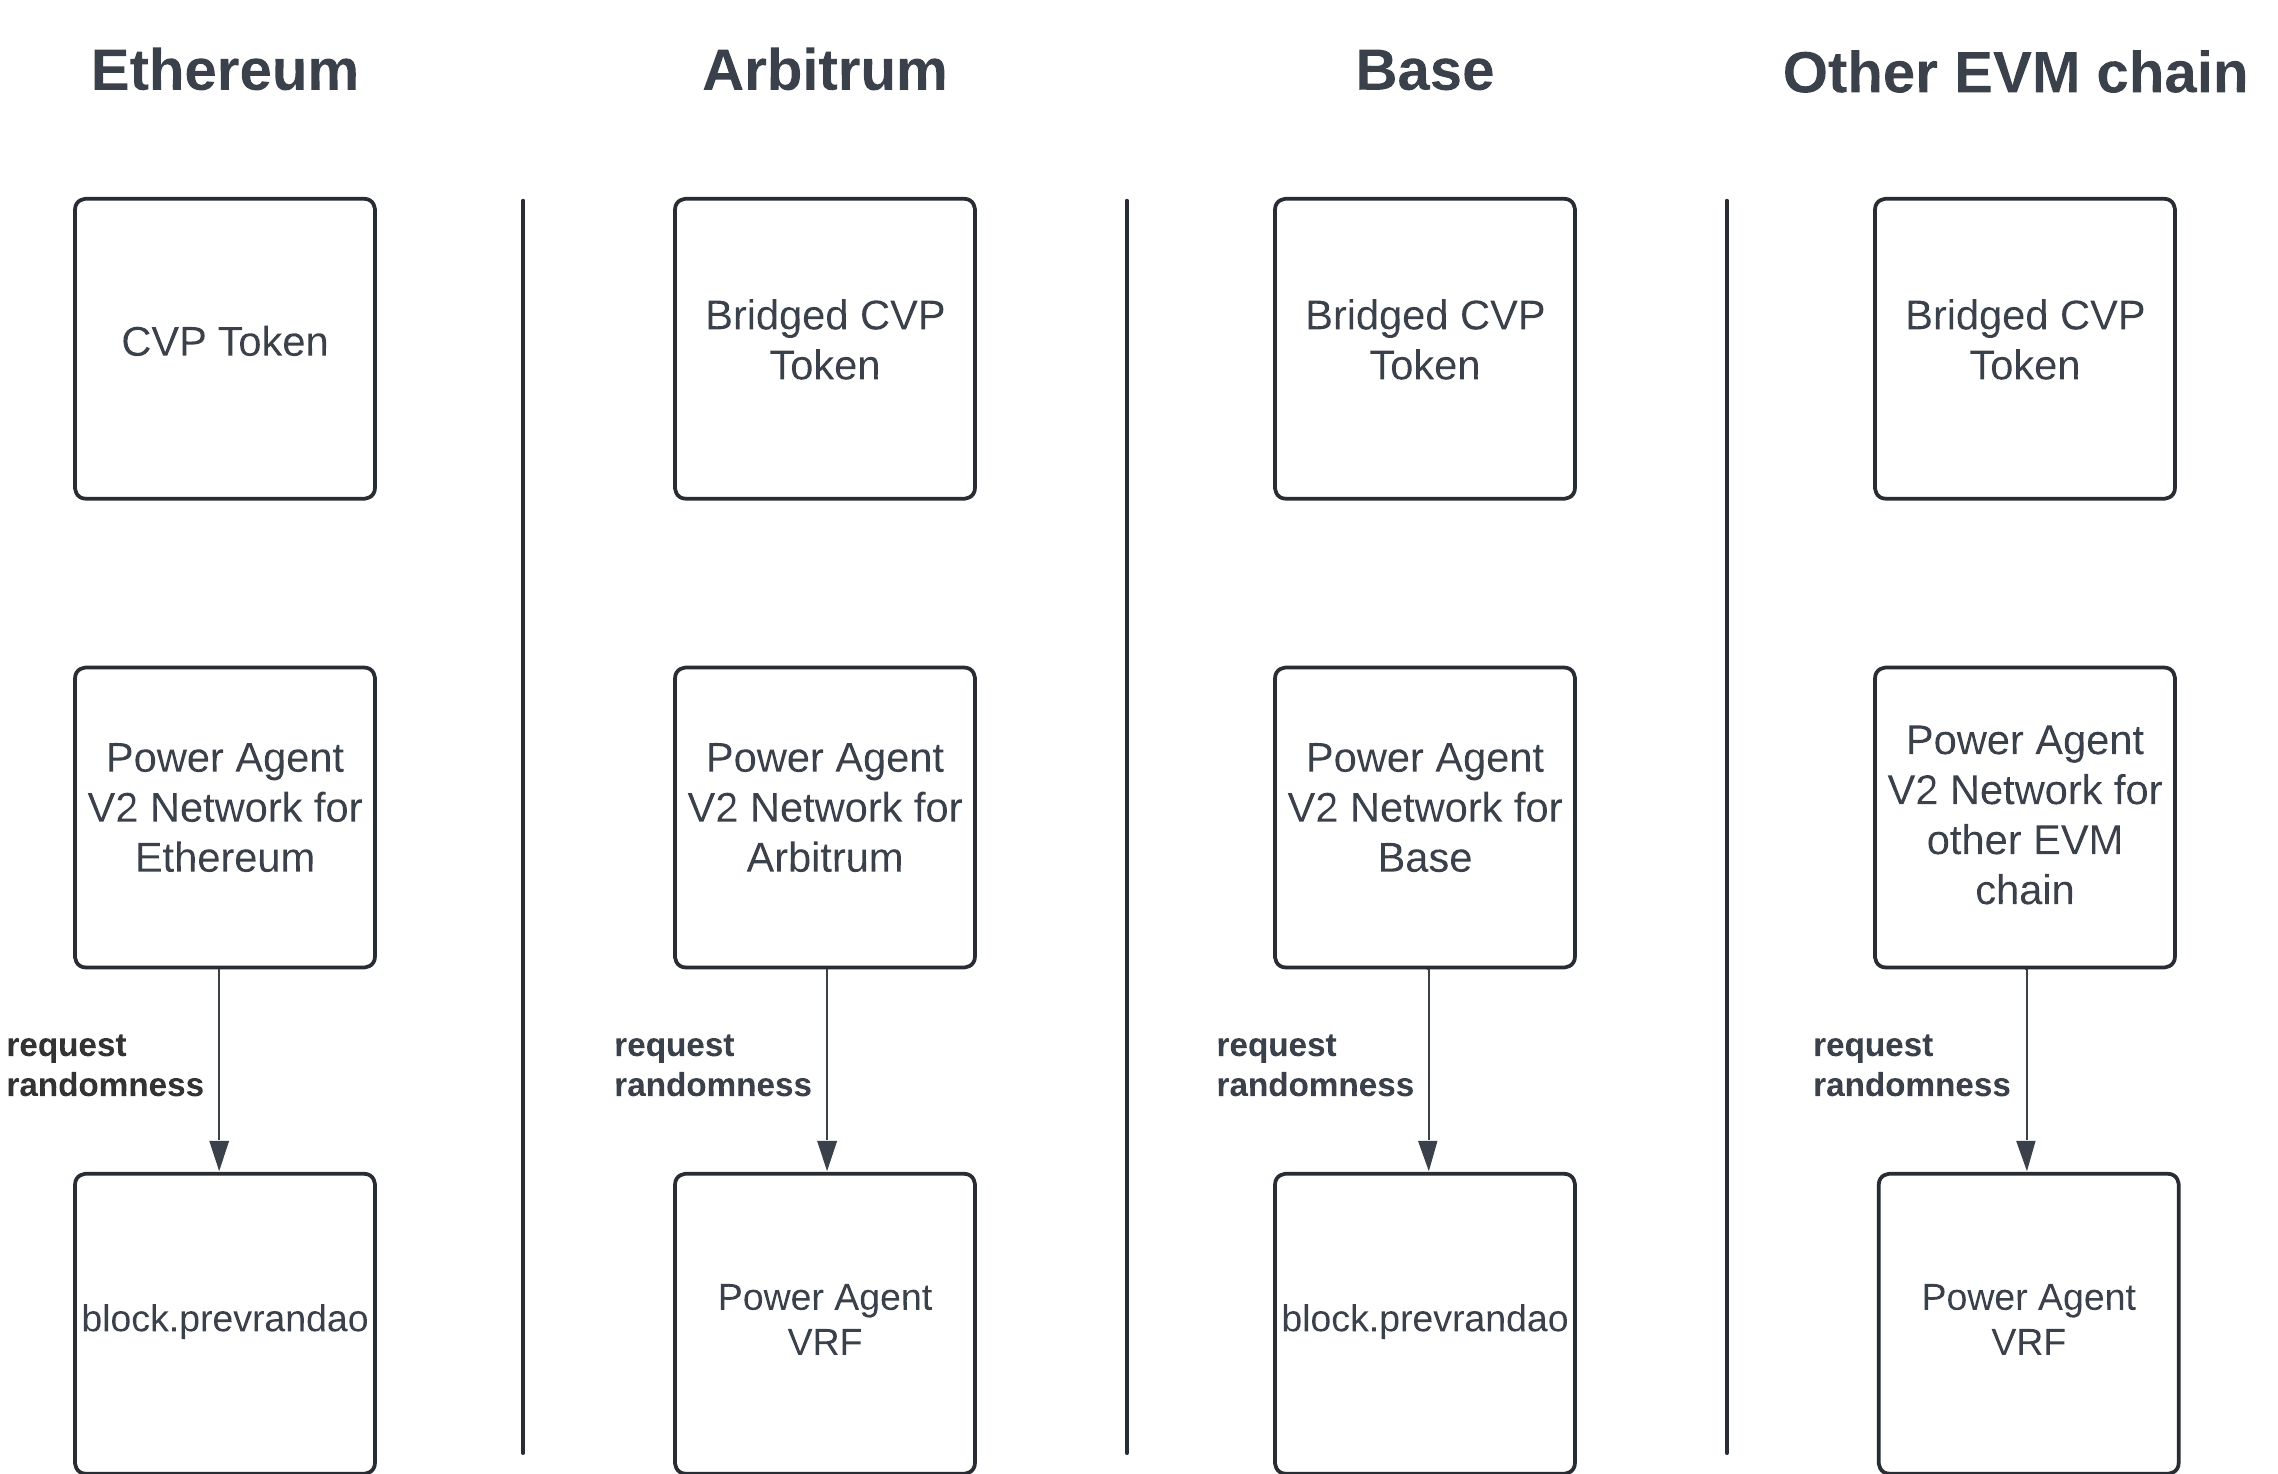 Ethereum
Arbitrum
Base
Other EVM chain
CVP Token
Bridged CVP
Token
Bridged CVP
Token
Bridged CVP
Token
Power Agent
V2 Network for
Ethereum
Power Agent
V2 Network for
Arbitrum
Power Agent
V2 Network for
Base
Power Agent
V2 Network for
other EVM
chain
request
randomness
request
randomness
request
randomness
request
randomness
block.prevrandao
Power Agent
VRF
block.prevrandao
Power Agent
VRF